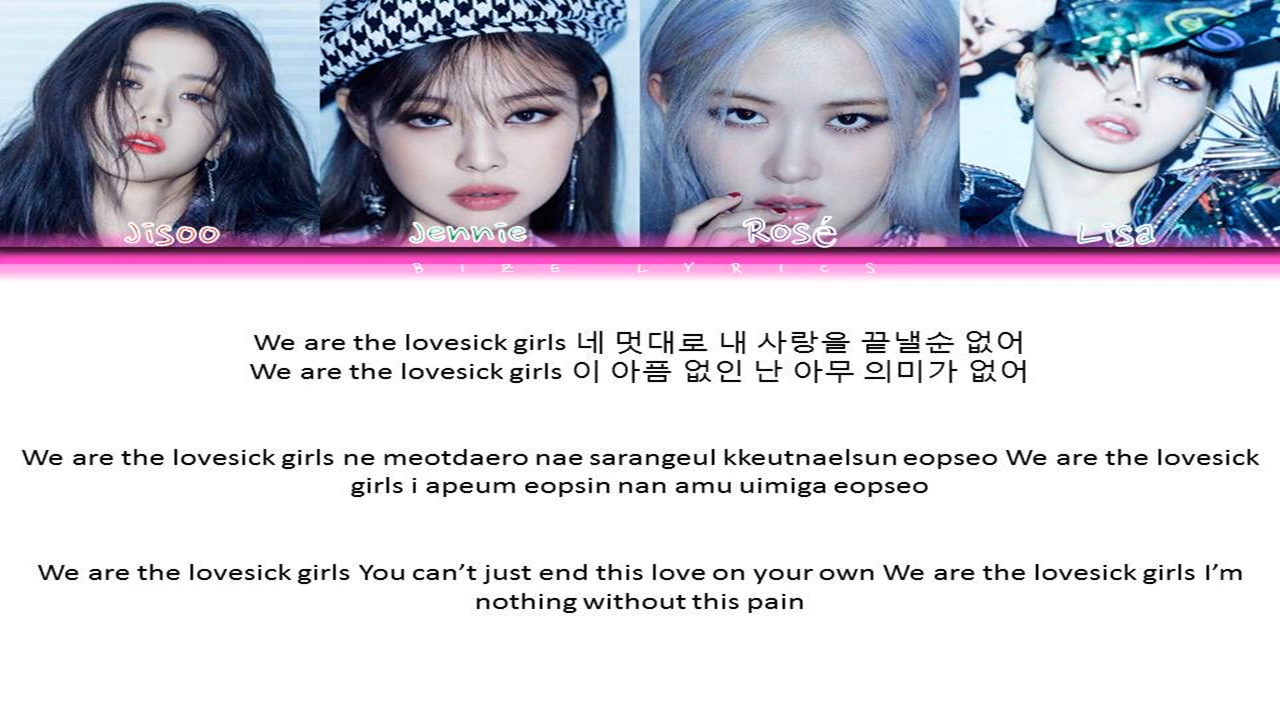 Jisoo Jennie Rosé Lisa
BIZE LYRICS
We are the lovesick girls 네 멋대로 내 사랑을 끝낼순 없어
We are the lovesick girls 이 아픔 없인 난 아무 의미가 없어
We are the lovesick girls ne meotdaero nae sarangeul kkeutnaelsun eopseo We are the lovesick
girls i apeum eopsin nan amu uimiga eopseo
We are the lovesick girls You can’t just end this love on your own We are the lovesick girls I’m
nothing without this pain